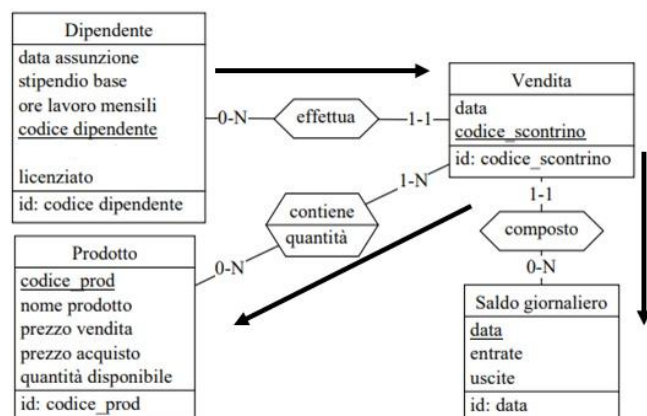 Dipendente
data assunzione
stipendio base
ore lavoro mensili
codice dipendente
licenziato
id: codice dipendente
0-N
effettua
1-1
Vendita
data
codice_scontrino
id: codice_scontrino
1-N
contiene
quantità
0-N
1-1
composto
0-N
Prodotto
codice_prod
nome prodotto
prezzo vendita
prezzo acquisto
quantità disponibile
id: codice_prod
Saldo giornaliero
data
entrate
uscite
id: data